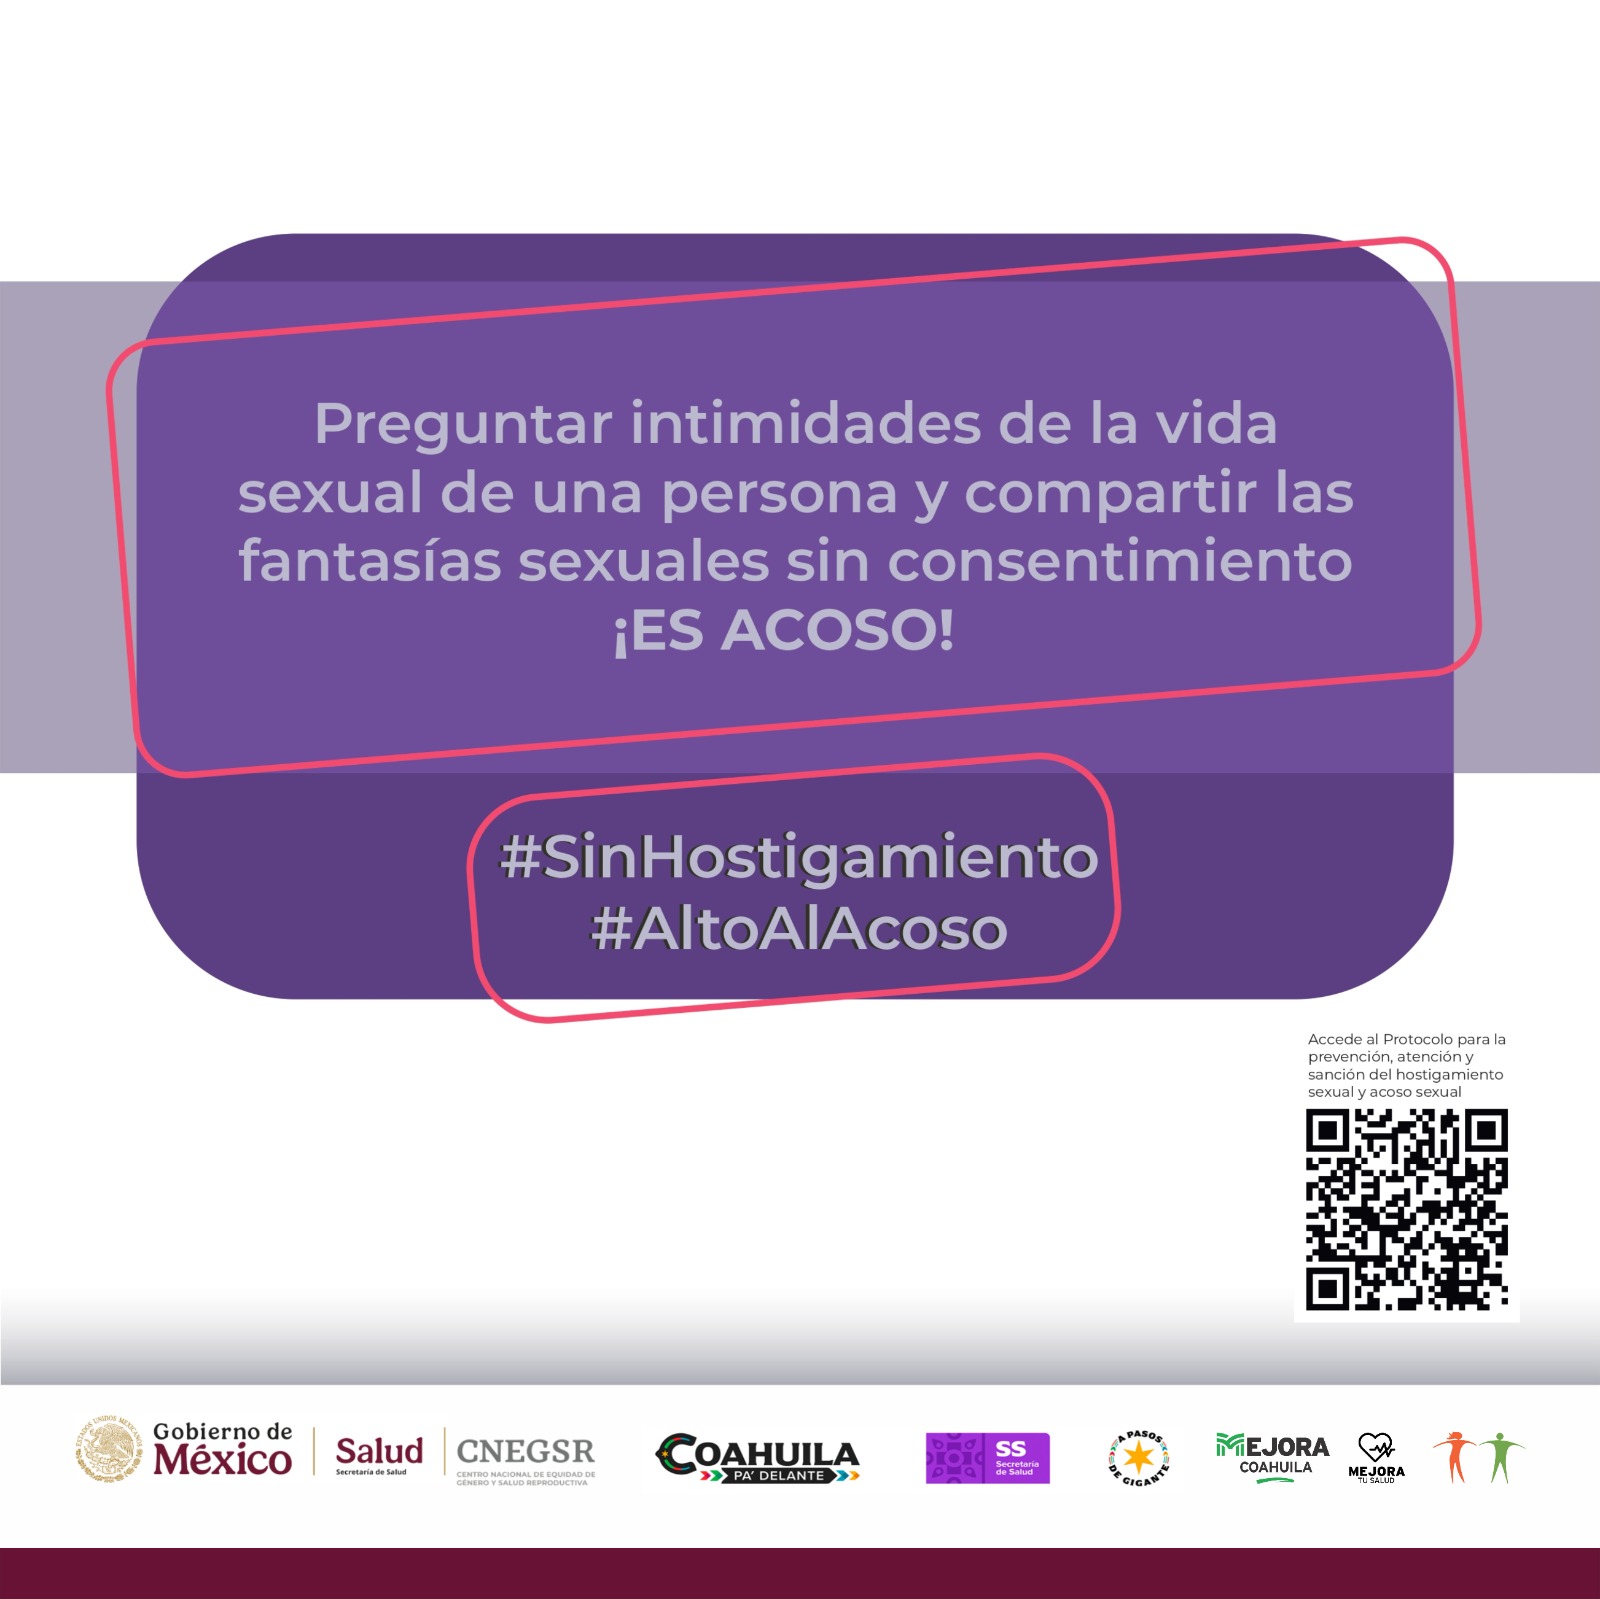 Preguntar intimidades de la vida
sexual de una persona y compartir las
fantasías sexuales sin consentimiento
¡ES ACOSO!
#SinHostigamiento
#AltoAlAcoso
Accede al Protocolo para la
prevención, atención y
sanción del hostigamiento
sexual y acoso sexual
ESTADOS UNIDOS MEXICANOS
Gobierno de
México
Salud
Secretaría de Salud
CNEGSR
CENTRO NACIONAL DE EQUIDAD DE
GÉNERO Y SALUD REPRODUCTIVA
COAHUILA
PA' DELANTE
SS
Secretaría
de Salud
A PASOS
DE GIGANTE
MEJORA
COAHUILA
MEJORA
TU SALUD